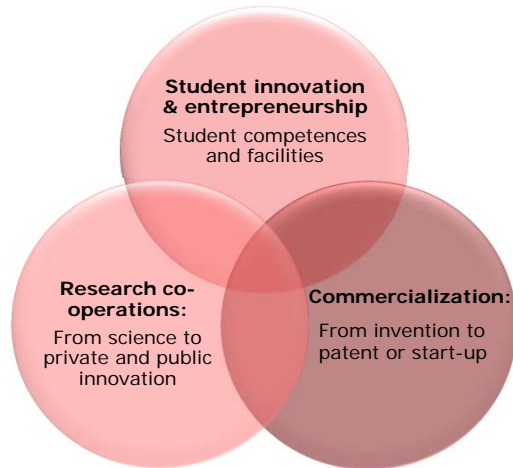 Student innovation
& entrepreneurship
Student competences
and facilities
Research co-
operations:
From science to
private and public
innovation
Commercialization:
From invention to
patent or start-up